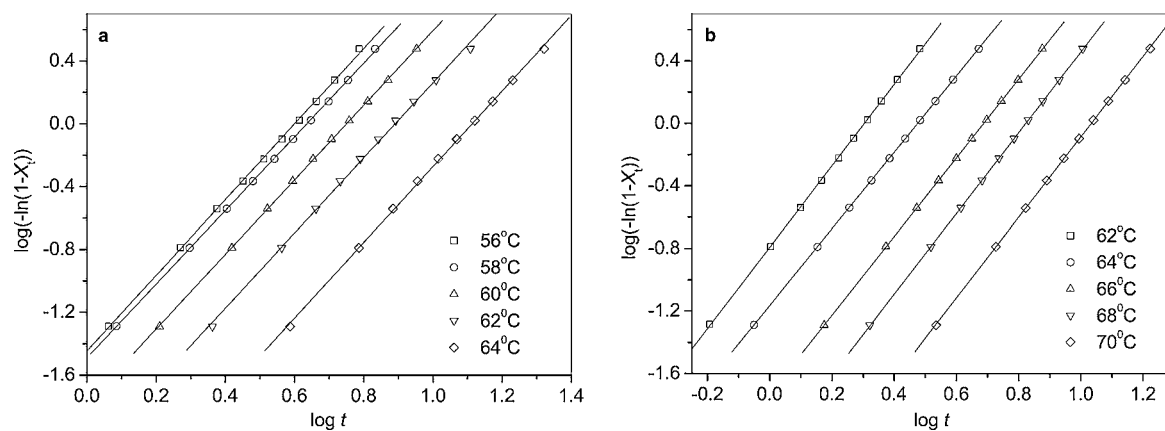 a
log(-ln(1-Xₜ))
0.4
0.0
-0.4
-0.8
-1.2
-1.6
0.0 0.2 0.4 0.6 0.8 1.0 1.2 1.4
log t
56°C
58°C
60°C
62°C
64°C
b
log(-ln(1-Xₜ))
0.4
0.0
-0.4
-0.8
-1.2
-1.6
-0.2 0.0 0.2 0.4 0.6 0.8 1.0 1.2
log t
62°C
64°C
66°C
68°C
70°C